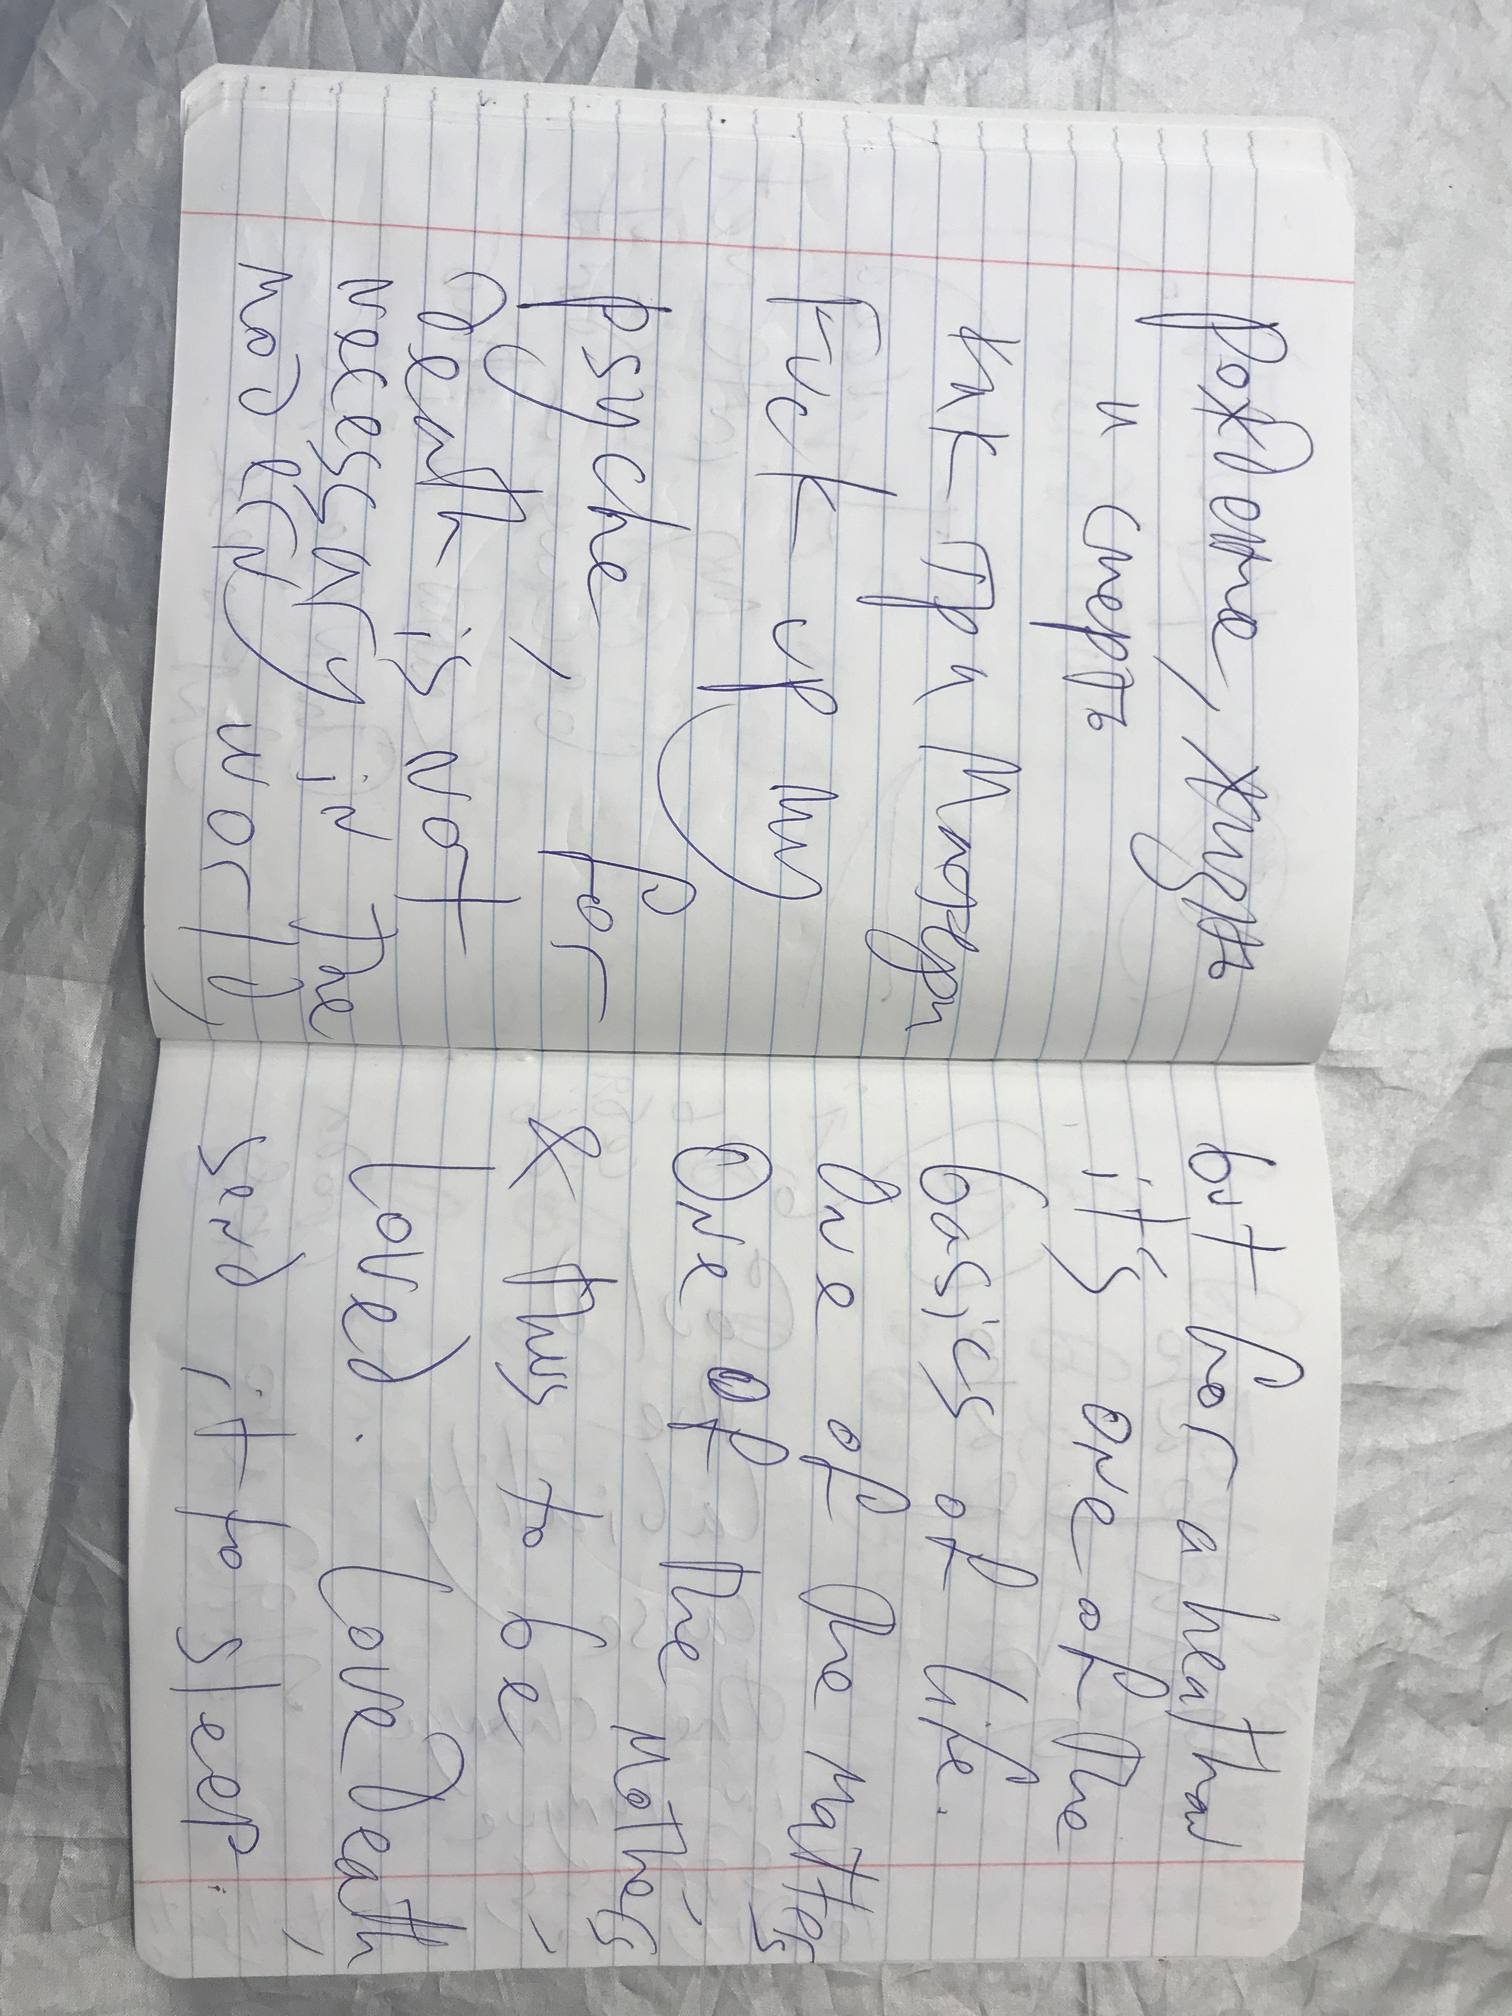 рождение, жизнь
и смерть
как три матери
Fuck up my
psyche, for
death is not
necessary in the
modern world
but for a heathan
it's one of the
basics of life.
One of the matters
One of the mothers
& thus to be
loved. Love death,
send it to sleep.